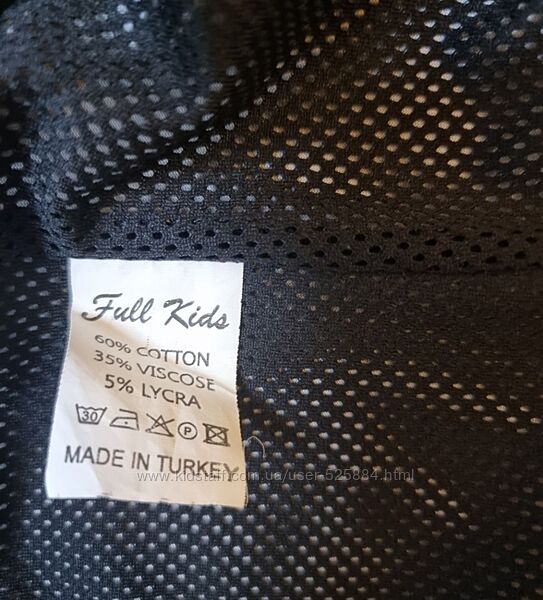 Full Kids
60% COTTON
35% VISCOSE
5% LYCRA
30 P
MADE IN TURKEY
www.kidstaff.com.ua/user-525884.html